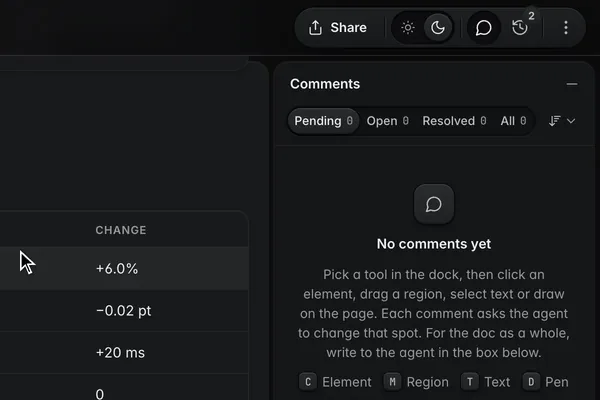 Share
2
Comments
Pending 0 Open 0 Resolved 0 All 0
CHANGE
+6.0%
−0.02 pt
+20 ms
0
No comments yet
Pick a tool in the dock, then click an
element, drag a region, select text or draw
on the page. Each comment asks the agent
to change that spot. For the doc as a whole,
write to the agent in the box below.
C Element M Region T Text D Pen